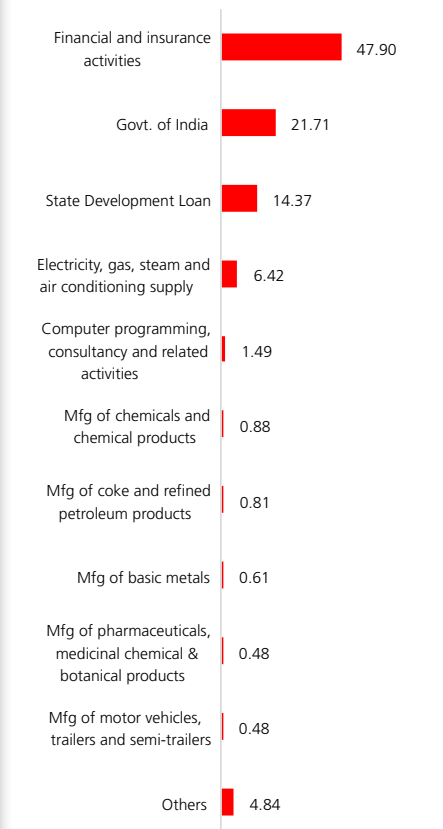 Financial and insurance
activities
47.90
Govt. of India
21.71
State Development Loan
14.37
Electricity, gas, steam and
air conditioning supply
6.42
Computer programming,
consultancy and related
activities
1.49
Mfg of chemicals and
chemical products
0.88
Mfg of coke and refined
petroleum products
0.81
Mfg of basic metals
0.61
Mfg of pharmaceuticals,
medicinal chemical &
botanical products
0.48
Mfg of motor vehicles,
trailers and semi-trailers
0.48
Others
4.84